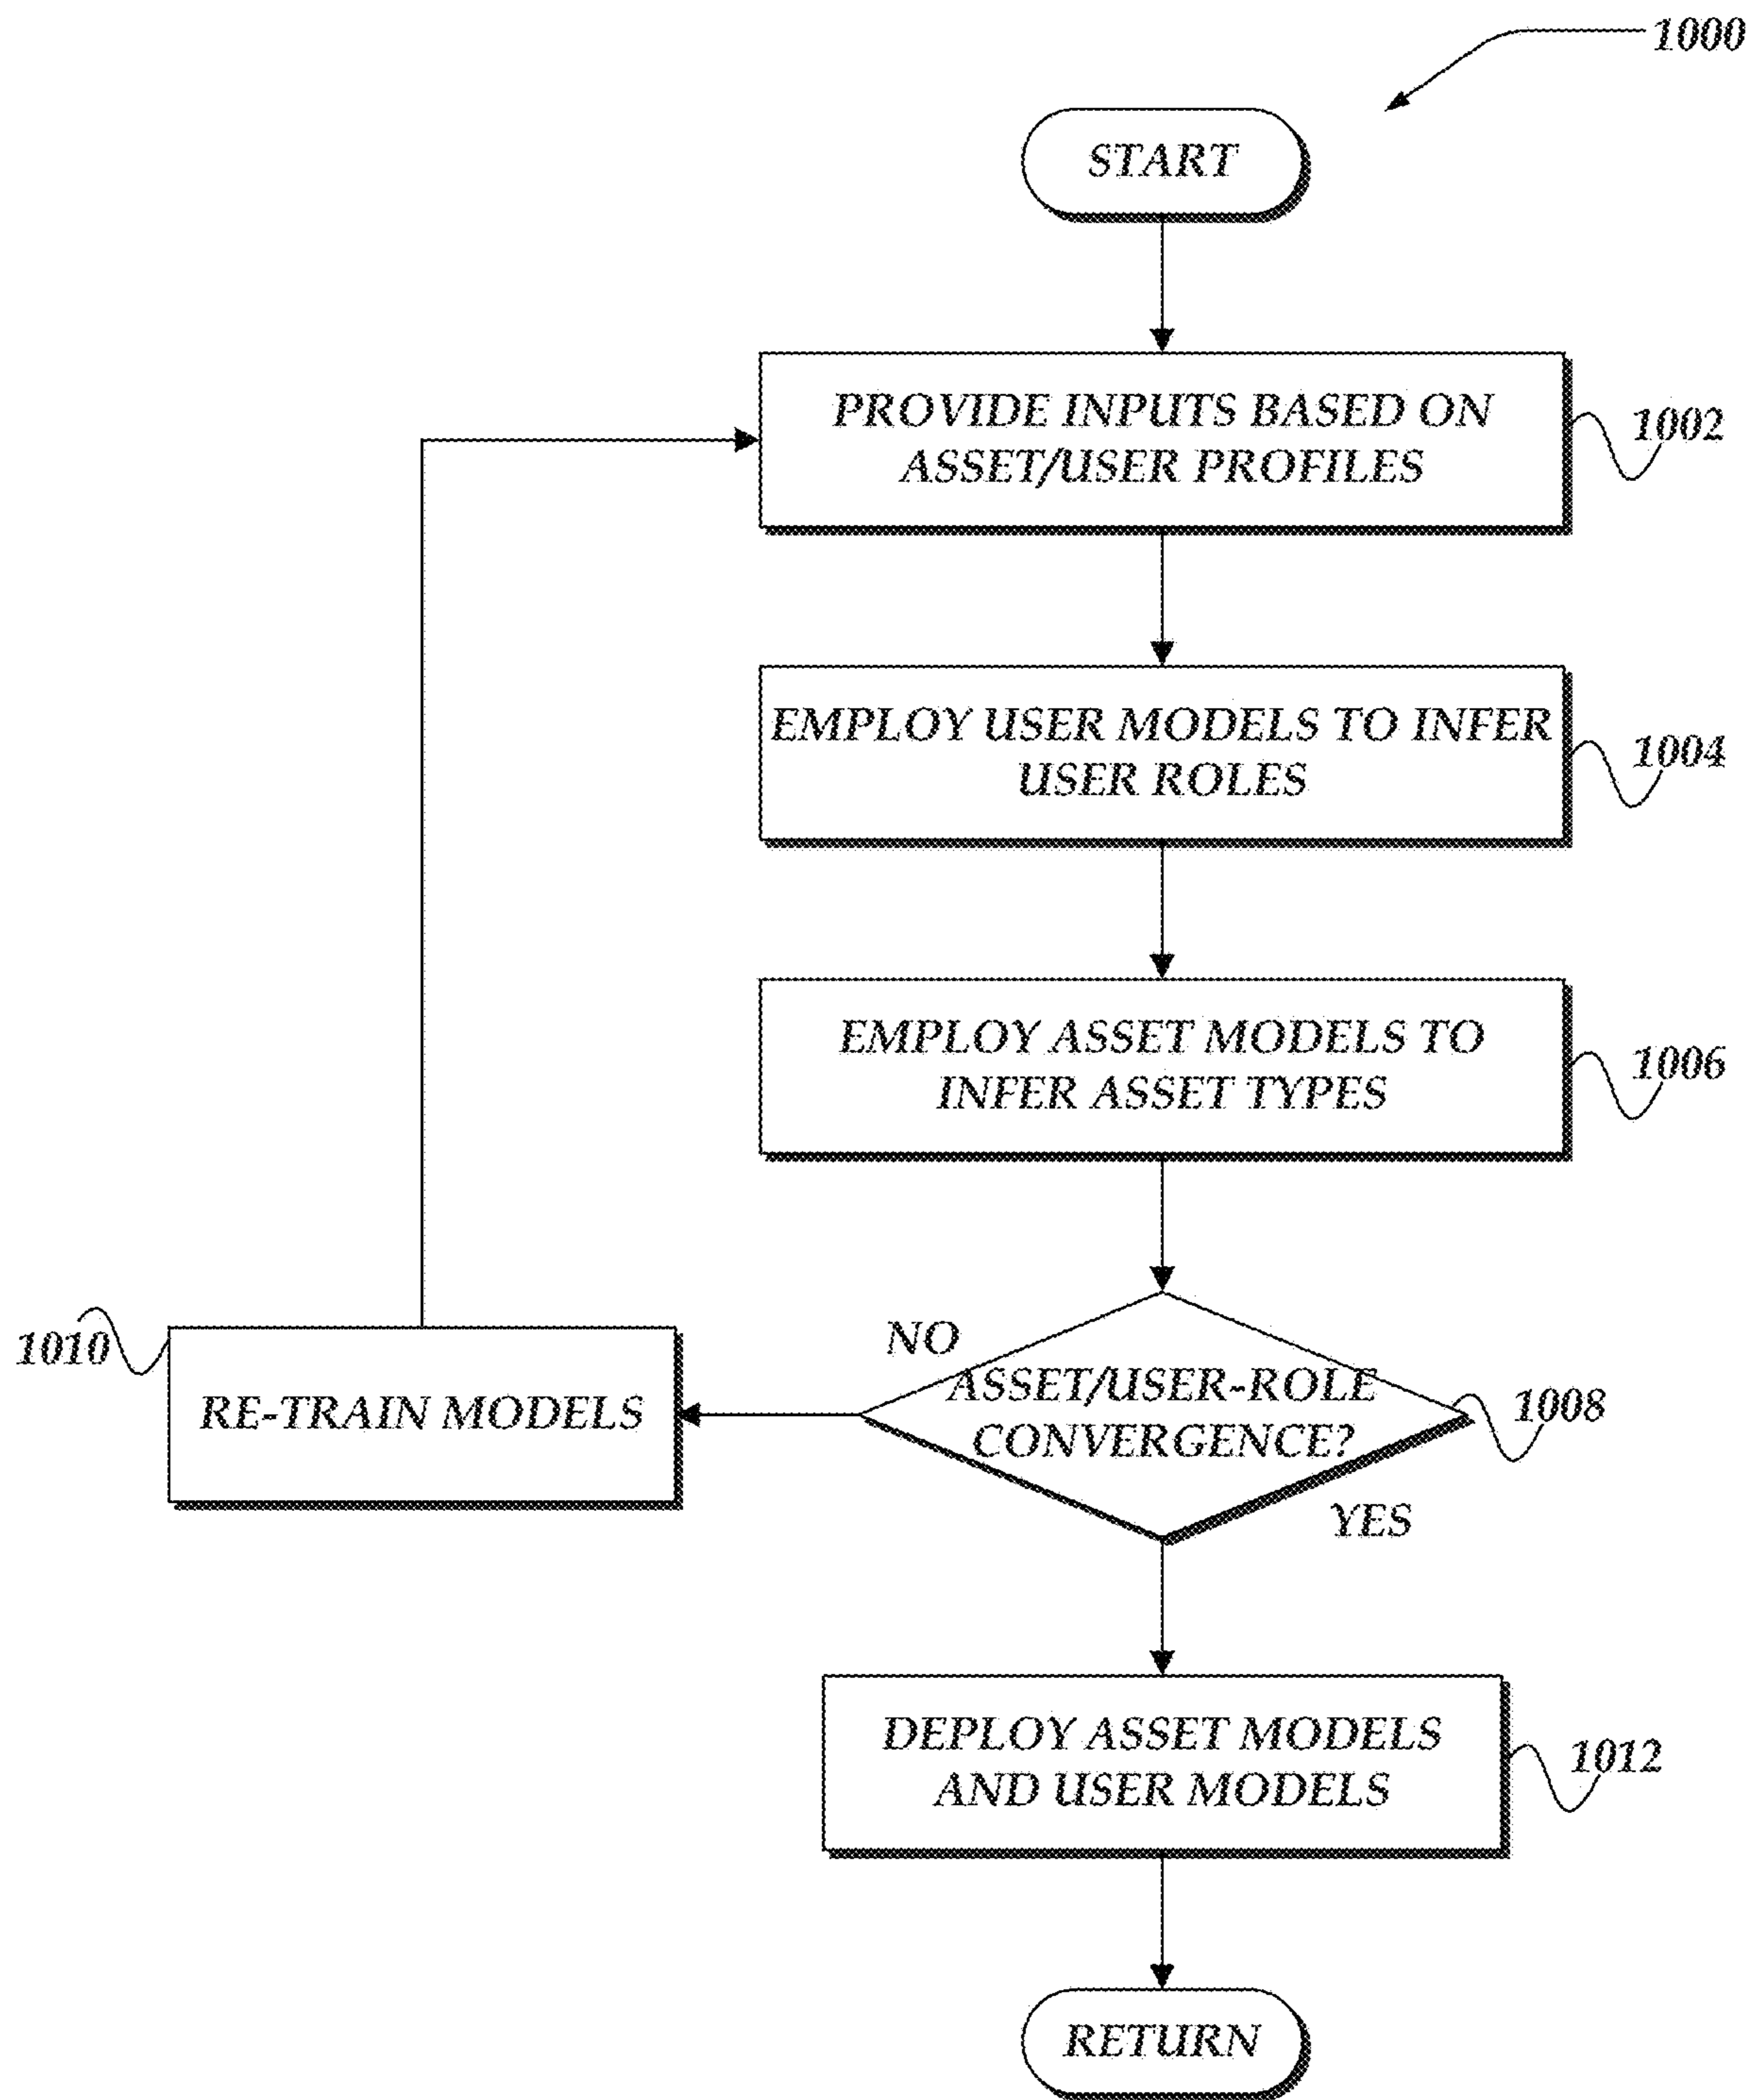 1000
START
PROVIDE INPUTS BASED ON
ASSET/USER PROFILES
1002
EMPLOY USER MODELS TO INFER
USER ROLES
1004
EMPLOY ASSET MODELS TO
INFER ASSET TYPES
1006
NO
ASSET/USER-ROLE
CONVERGENCE?
1008
YES
1010
RE-TRAIN MODELS
DEPLOY ASSET MODELS
AND USER MODELS
1012
RETURN